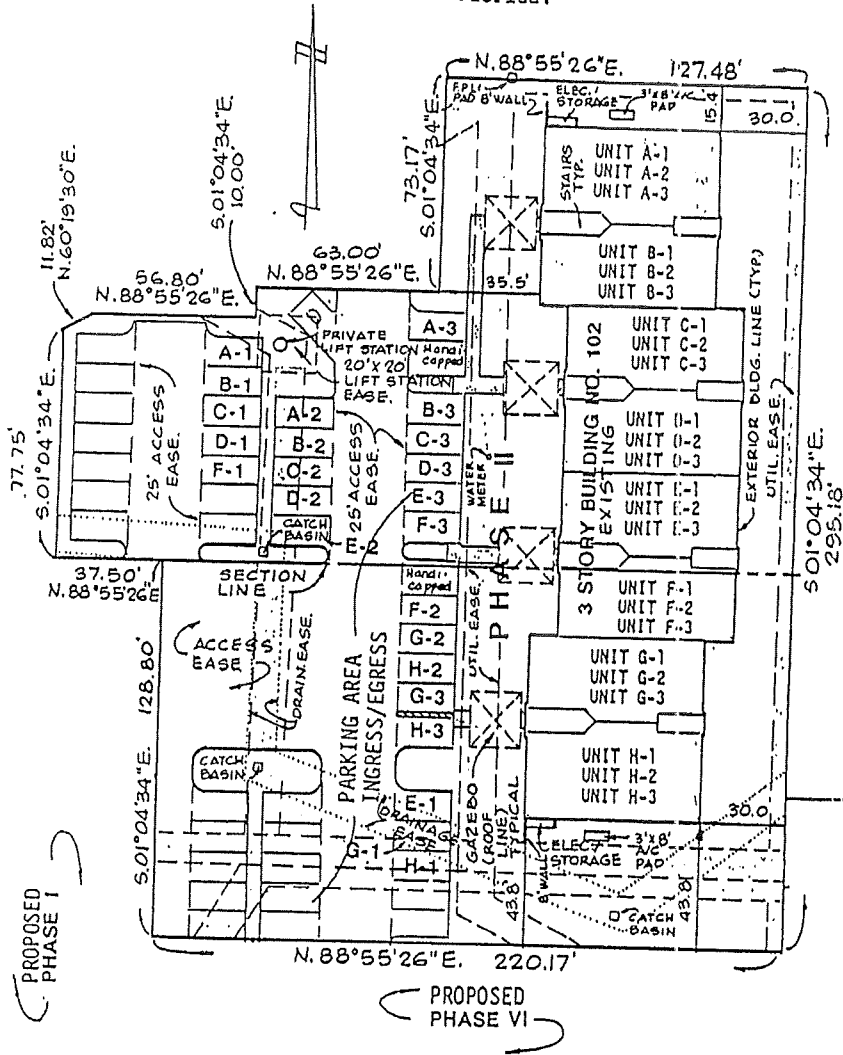 N.88°55'26"E. 127.48'
F.P.L.
PAD 8' WALL
ELEC./
STORAGE
3'x8' A/C
PAD
15.4
30.0
S.01°04'34"E.
73.17'
S.01°04'34"E.
10.00'
11.82'
N.60°19'30"E.
56.80'
N.88°55'26"E.
63.00'
N.88°55'26"E.
35.5'
STAIRS
TYP.
UNIT A-1
UNIT A-2
UNIT A-3
UNIT B-1
UNIT B-2
UNIT B-3
UNIT C-1
UNIT C-2
UNIT C-3
UNIT D-1
UNIT D-2
UNIT D-3
UNIT E-1
UNIT E-2
UNIT E-3
UNIT F-1
UNIT F-2
UNIT F-3
UNIT G-1
UNIT G-2
UNIT G-3
UNIT H-1
UNIT H-2
UNIT H-3
3 STORY BUILDING NO. 102
EXISTING
EXTERIOR BLDG. LINE (TYP.)
UTIL. EASE.
S 01°04'34"E.
295.18'
PRIVATE
LIFT STATION
20'x20'
LIFT STATION
EASE.
A-3
Handi-
capped
B-3
C-3
D-3
E-3
F-3
A-1
B-1
C-1
D-1
F-1
A-2
B-2
C-2
D-2
E-2
25' ACCESS
EASE.
25' ACCESS
EASE.
77.75'
S.01°04'34"E.
WATER
METER
PHASE II
CATCH
BASIN
SECTION
LINE
37.50'
N.88°55'26"E
Handi-
capped
F-2
G-2
H-2
G-3
H-3
UTIL. EASE.
ACCESS
EASE
DRAIN. EASE.
S.01°04'34"E. 128.80'
CATCH
BASIN
PARKING AREA
INGRESS/EGRESS
E-1
DRAINAGE
EASE
G-1
H-1
GAZEBO
(ROOF
LINE)
TYPICAL
43.8'
8' WALL
ELEC./
STORAGE
3'x8'
A/C
PAD
30.0
43.8'
CATCH
BASIN
N.88°55'26"E. 220.17'
PROPOSED
PHASE I
PROPOSED
PHASE VI